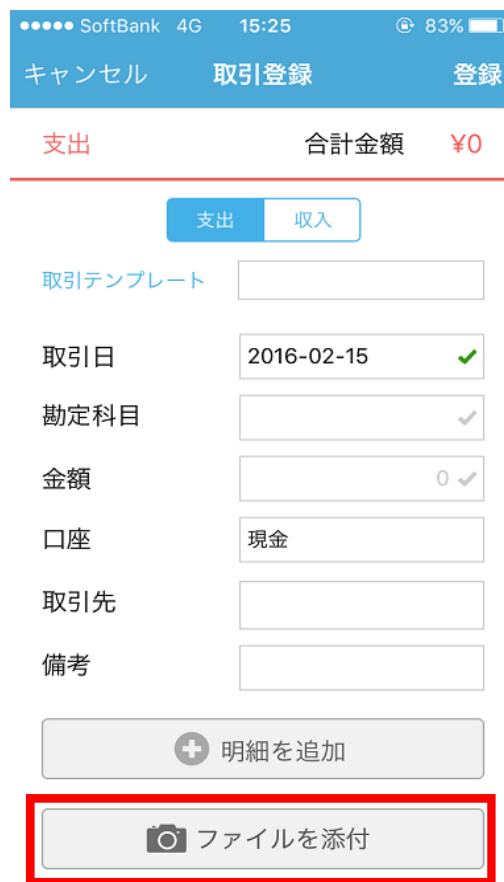 SoftBank 4G 15:25 83%
キャンセル 取引登録 登録
支出 合計金額 ¥0
支出 収入
取引テンプレート
取引日 2016-02-15
勘定科目
金額 0
口座 現金
取引先
備考
明細を追加
ファイルを添付